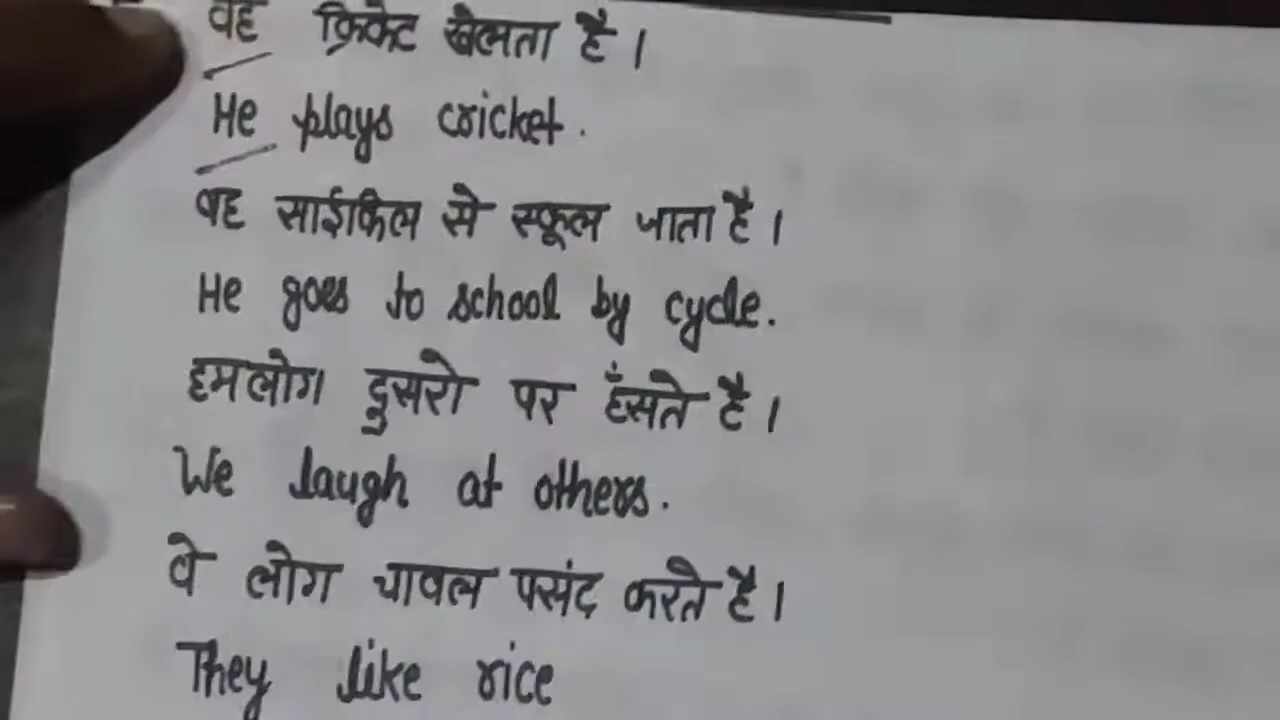 वह क्रिकेट खेलता है।
He plays cricket.
वह साईकिल से स्कूल जाता है।
He goes to school by cycle.
हमलोग दुसरो पर हँसते है।
We laugh at others.
वे लोग चावल पसंद करते है।
They like rice